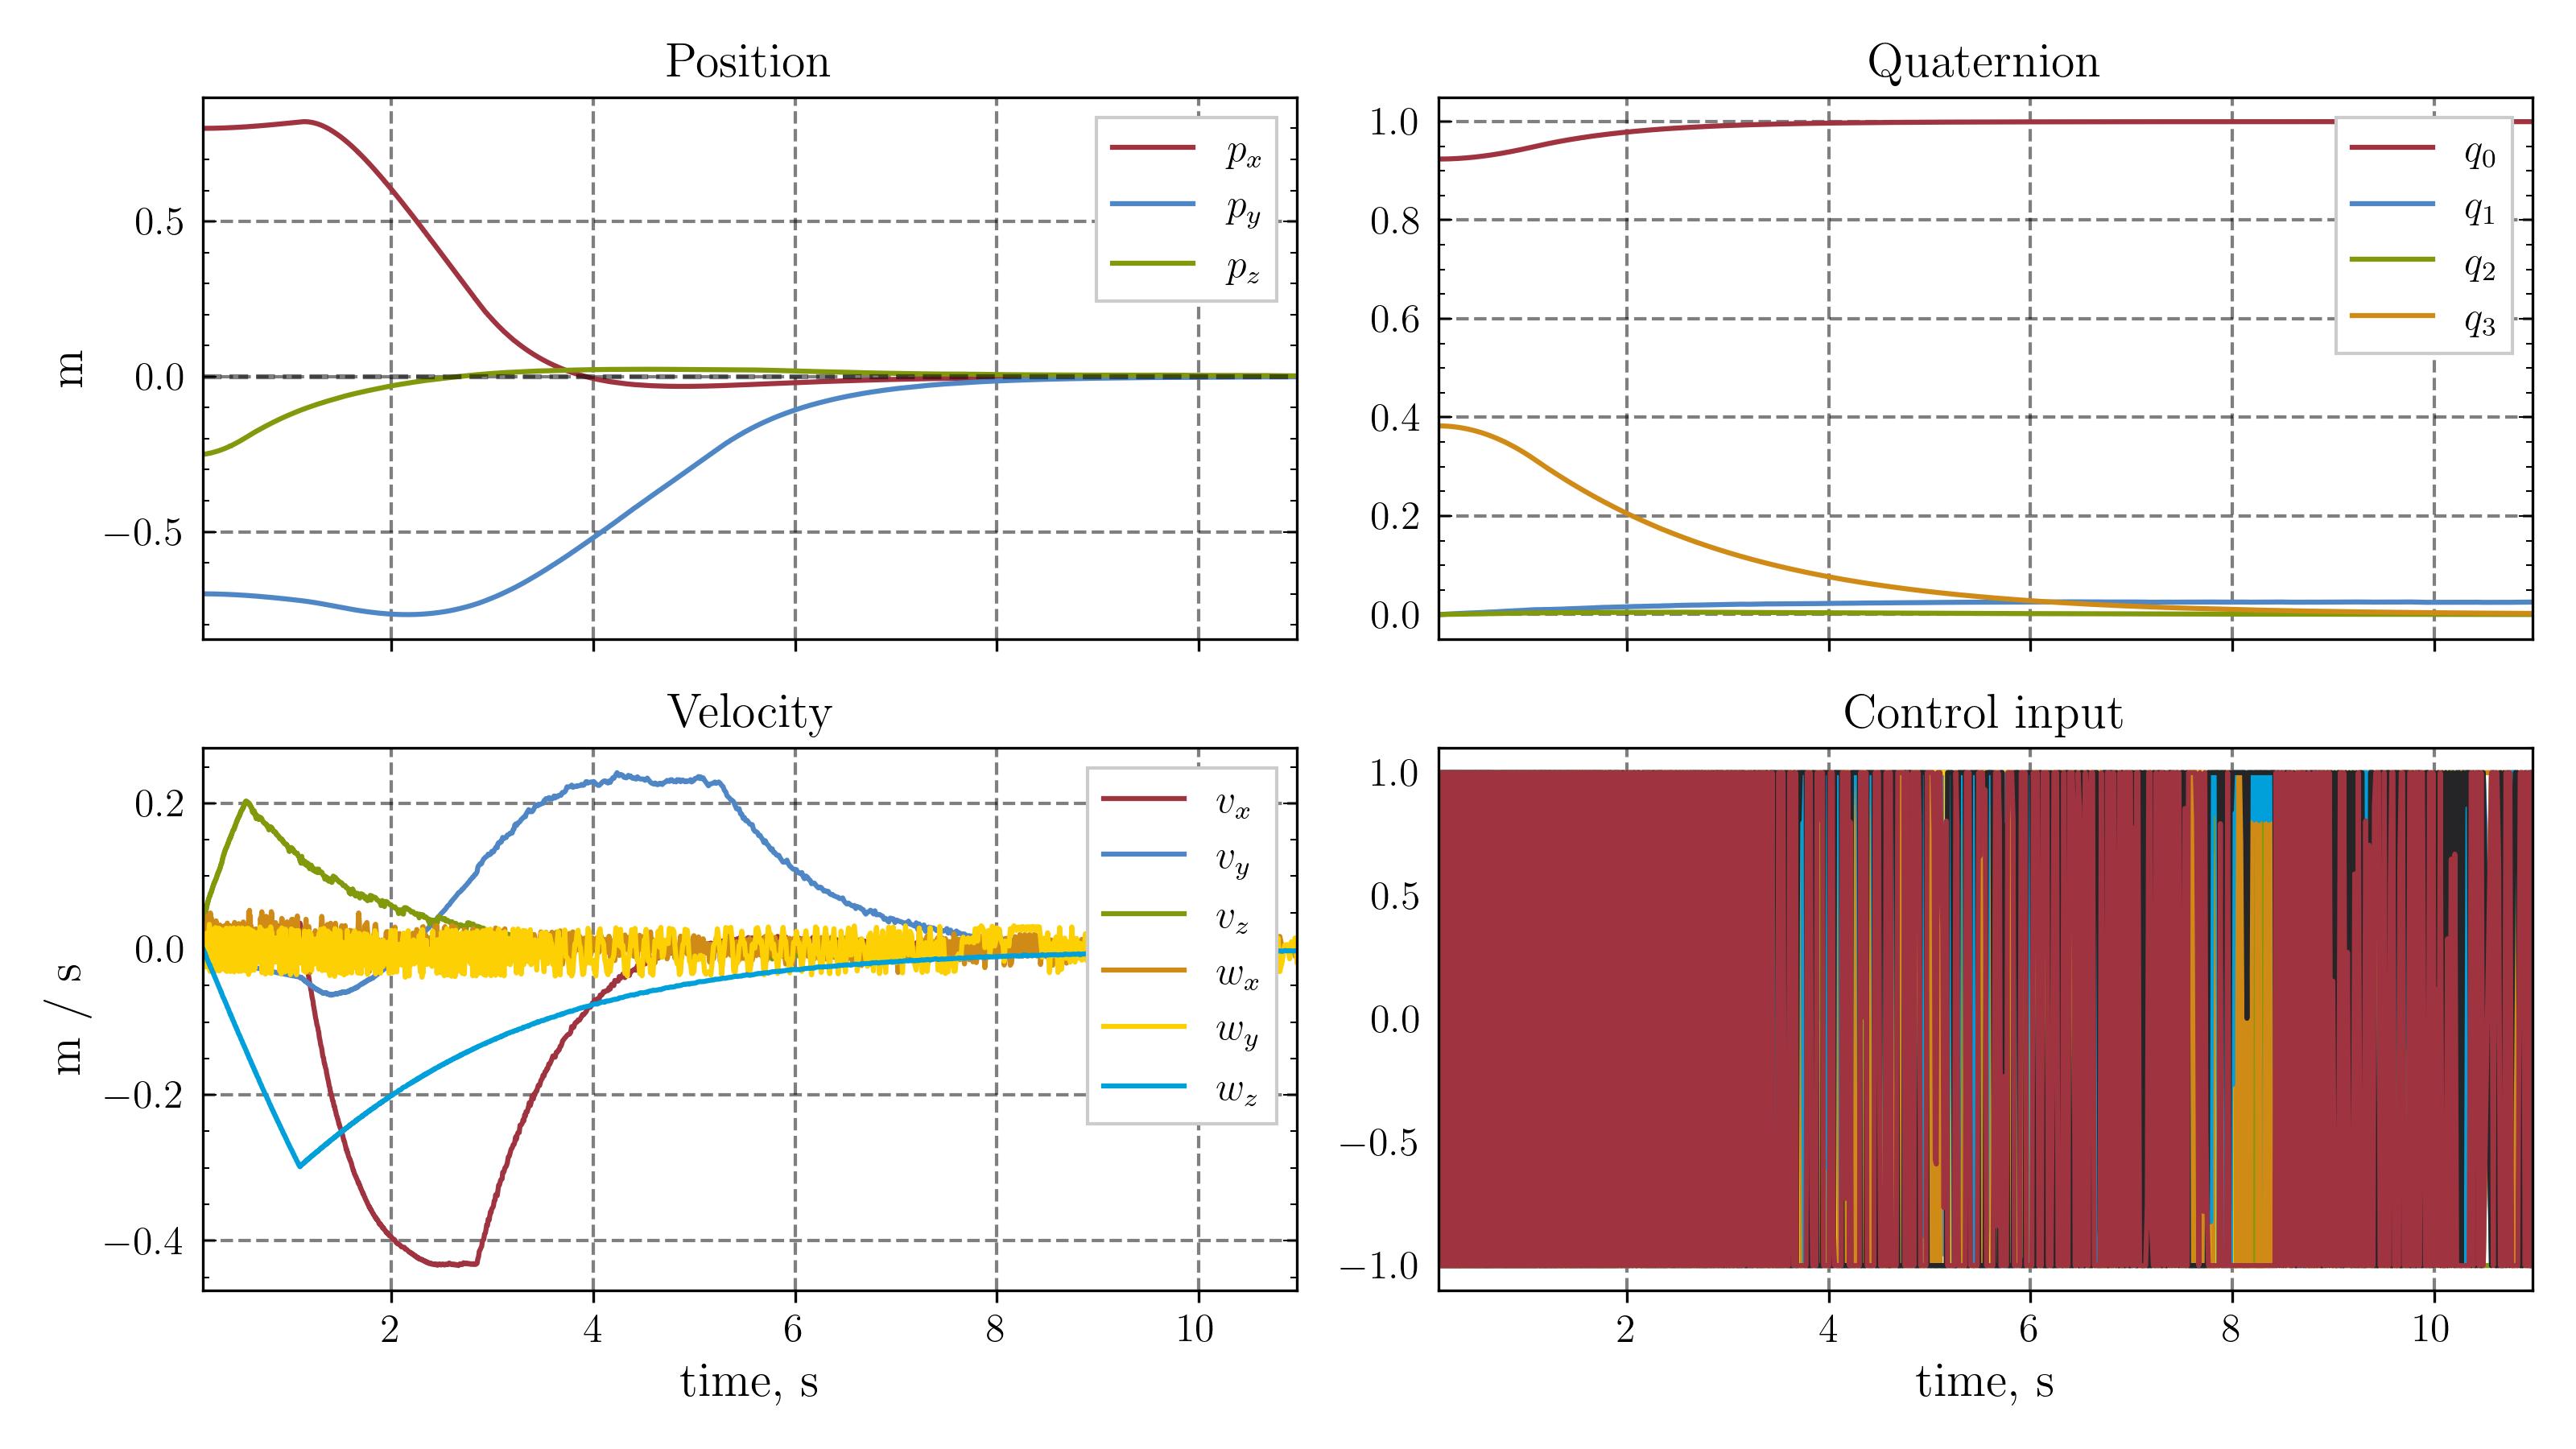 Position
0.5
0.0
−0.5
m
p_x
p_y
p_z
Quaternion
1.0
0.8
0.6
0.4
0.2
0.0
q_0
q_1
q_2
q_3
Velocity
0.2
0.0
−0.2
−0.4
m / s
v_x
v_y
v_z
w_x
w_y
w_z
2 4 6 8 10
time, s
Control input
1.0
0.5
0.0
−0.5
−1.0
2 4 6 8 10
time, s